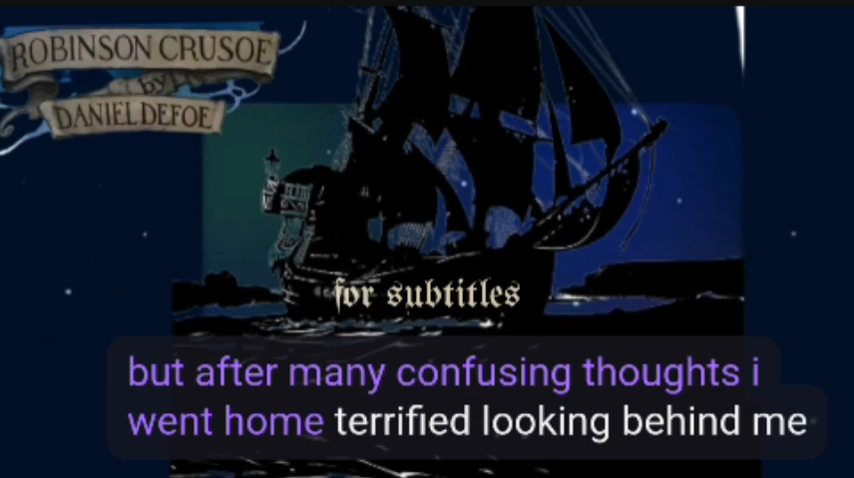 ROBINSON CRUSOE
by
DANIEL DEFOE
for subtitles
but after many confusing thoughts i
went home terrified looking behind me